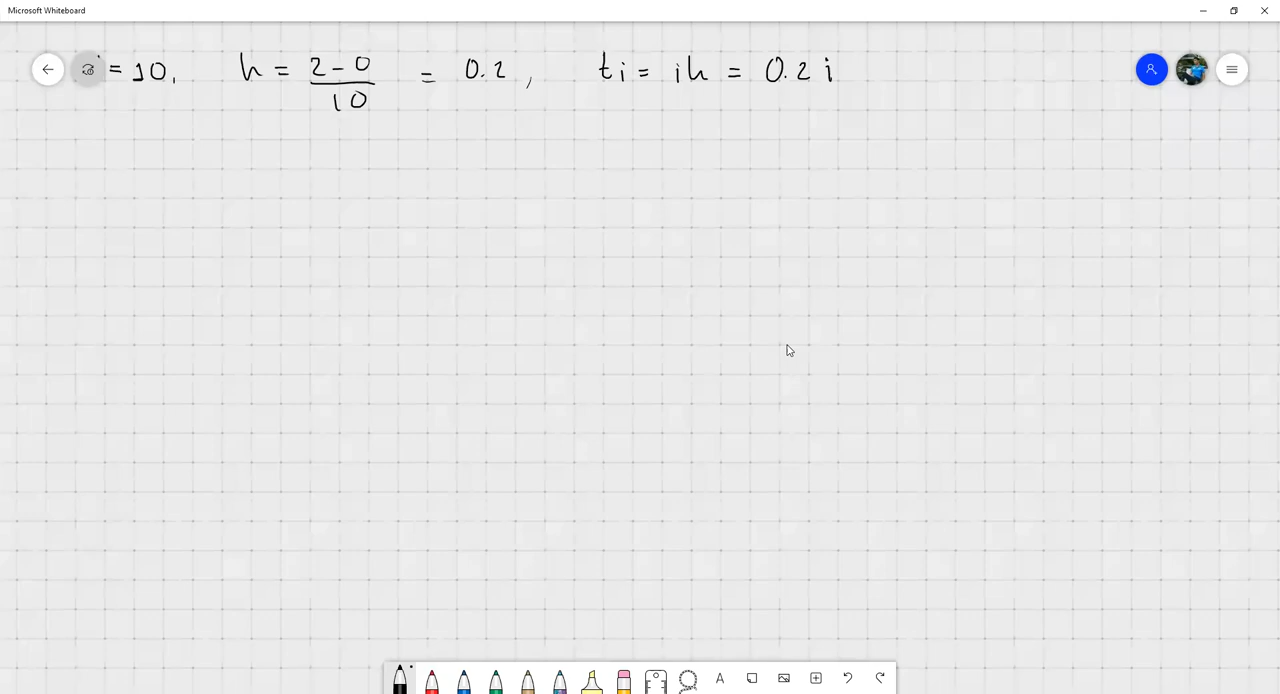 Microsoft Whiteboard
= 10, h = 2-0/10 = 0.2, ti = ih = 0.2 i
A